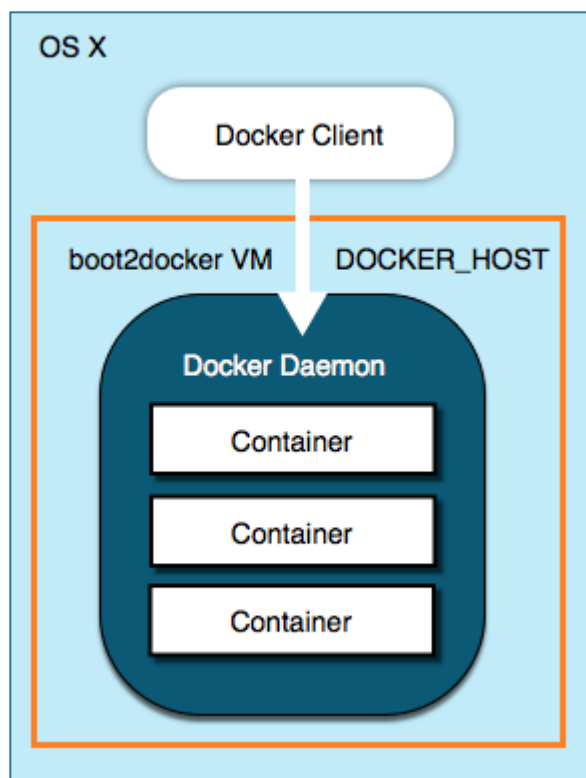 OS X
Docker Client
boot2docker VM DOCKER_HOST
Docker Daemon
Container
Container
Container